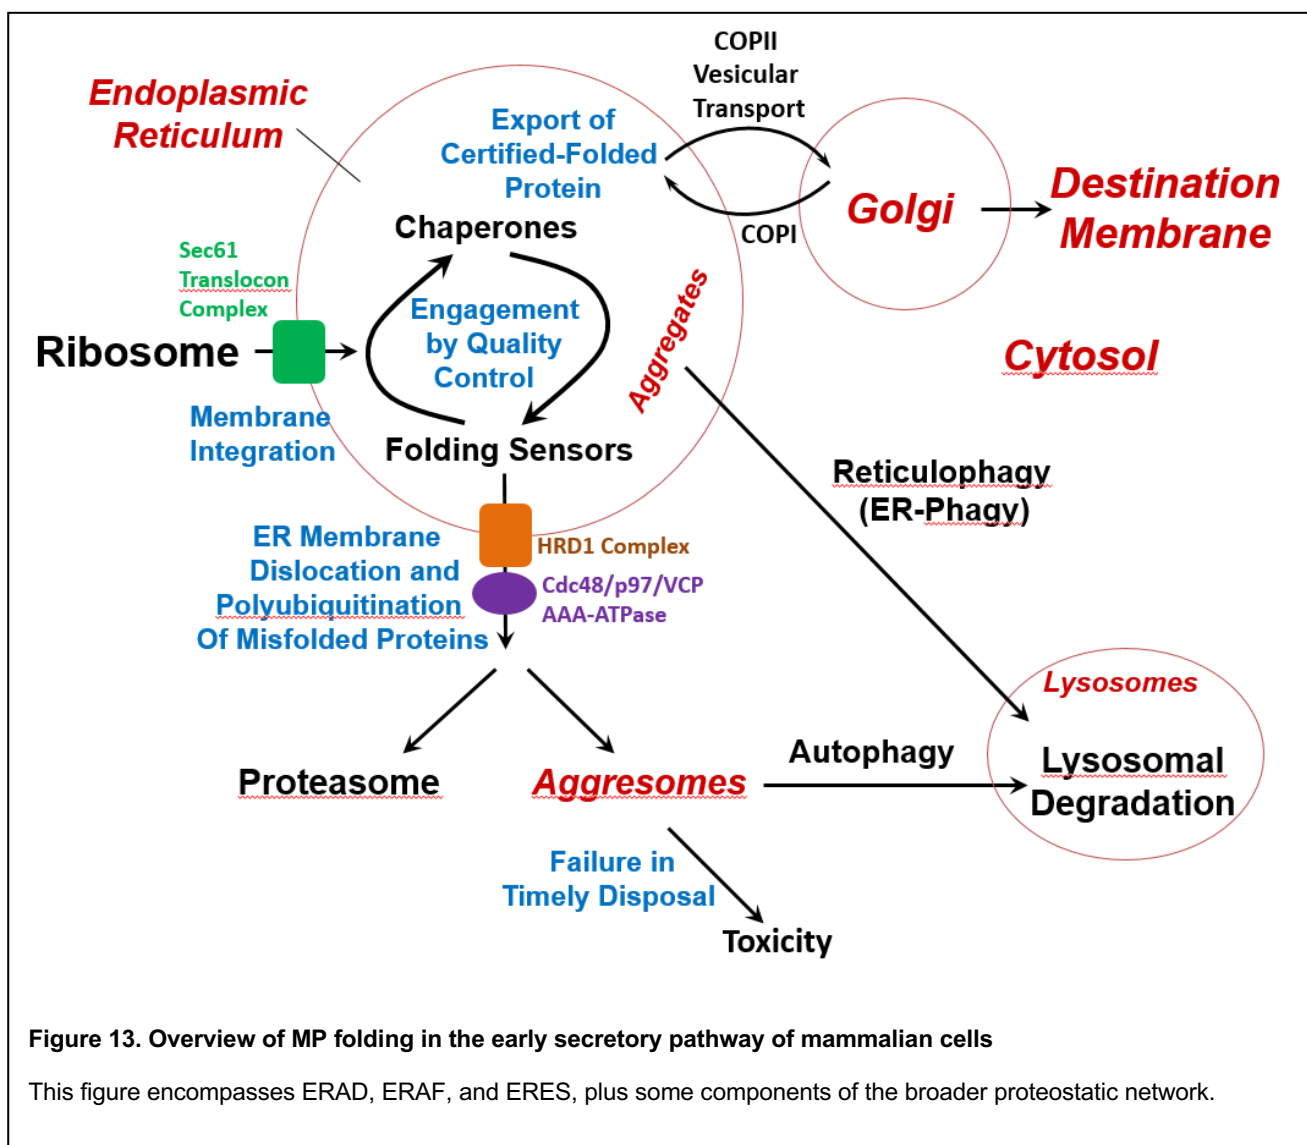 COPII
Vesicular
Transport
Endoplasmic
Reticulum
Export of
Certified-Folded
Protein
Destination
Membrane
Golgi
COPI
Chaperones
Sec61
Translocon
Complex
Engagement
by Quality
Control
Aggregates
Ribosome
Cytosol
Membrane
Integration
Folding Sensors
Reticulophagy
(ER-Phagy)
ER Membrane
Dislocation and
Polyubiquitination
Of Misfolded Proteins
HRD1 Complex
Cdc48/p97/VCP
AAA-ATPase
Lysosomes
Lysosomal
Degradation
Autophagy
Proteasome
Aggresomes
Failure in
Timely Disposal
Toxicity
Figure 13. Overview of MP folding in the early secretory pathway of mammalian cells
This figure encompasses ERAD, ERAF, and ERES, plus some components of the broader proteostatic network.